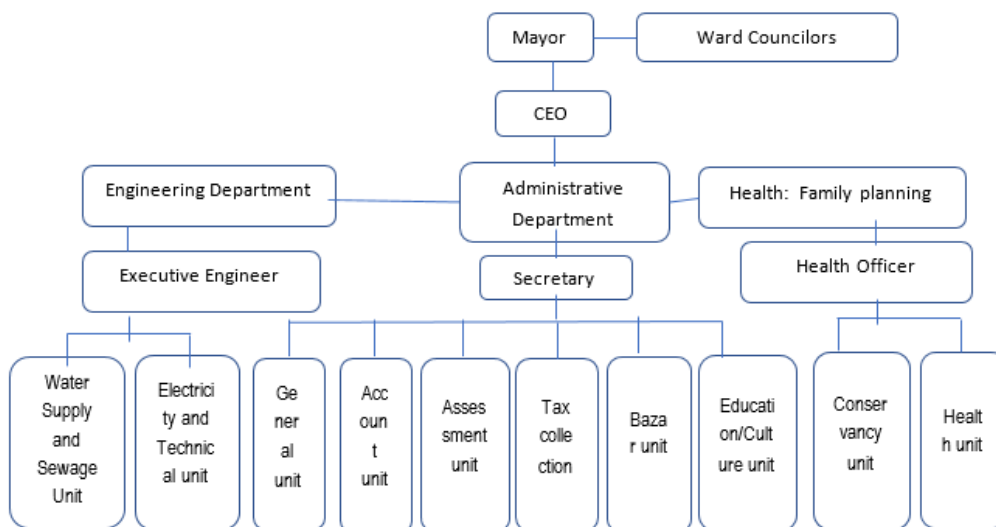 Mayor
Ward Councilors
CEO
Engineering Department
Administrative
Department
Health: Family planning
Executive Engineer
Secretary
Health Officer
Water
Supply
and
Sewage
Unit
Electrici
ty and
Technic
al unit
Ge
ner
al
unit
Acc
oun
t
unit
Asses
sment
unit
Tax
colle
ction
Baza
r unit
Educati
on/Cult
ure unit
Conser
vancy
unit
Healt
h unit